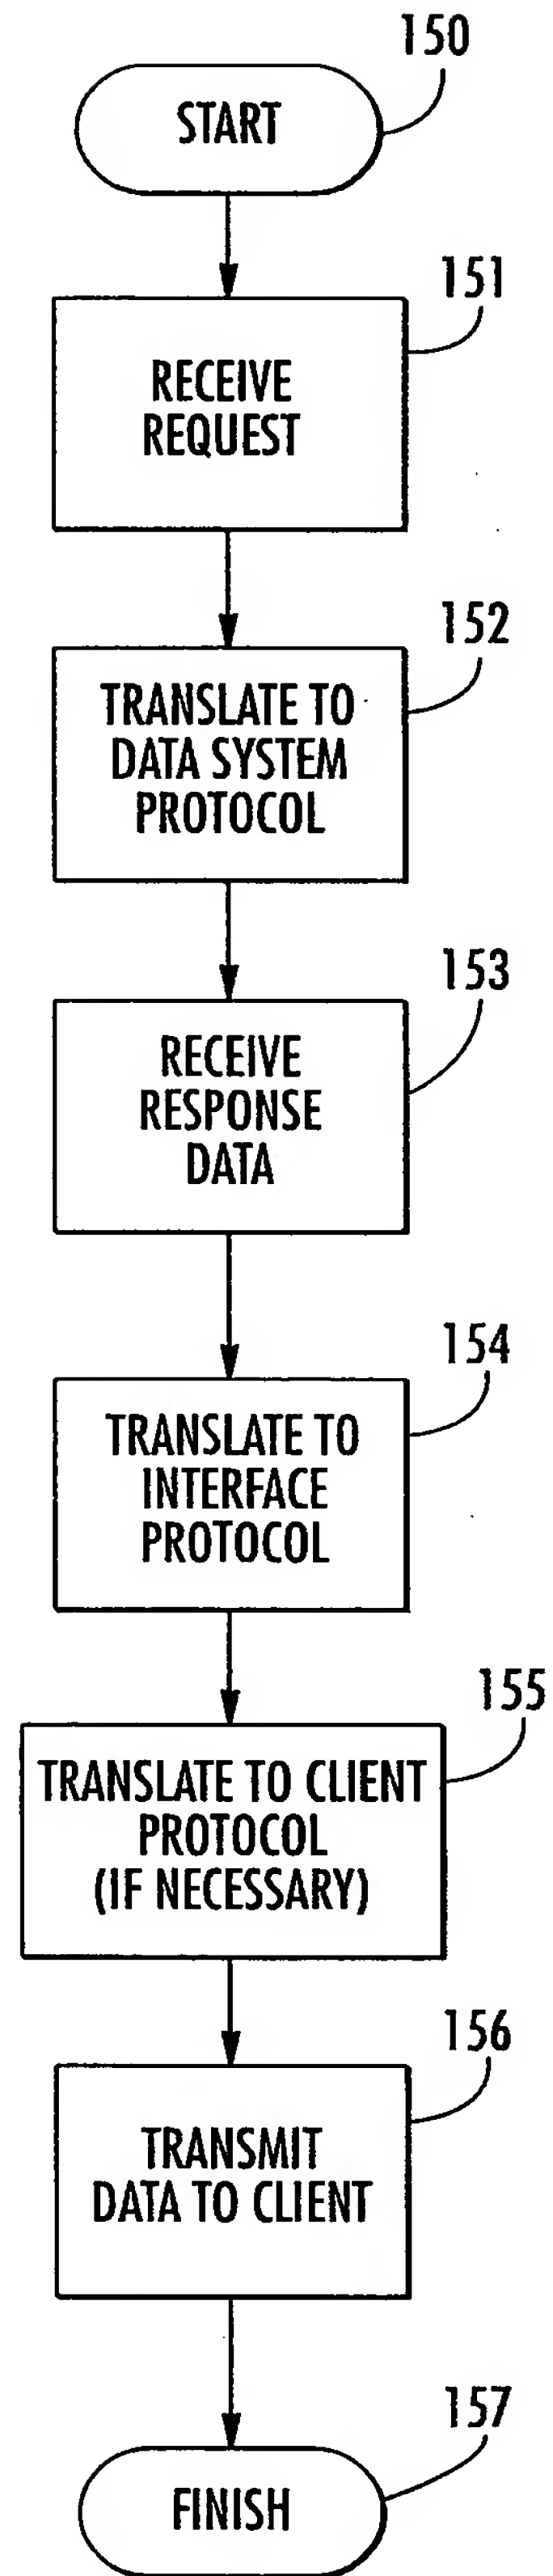 150
START
151
RECEIVE
REQUEST
152
TRANSLATE TO
DATA SYSTEM
PROTOCOL
153
RECEIVE
RESPONSE
DATA
154
TRANSLATE TO
INTERFACE
PROTOCOL
155
TRANSLATE TO CLIENT
PROTOCOL
(IF NECESSARY)
156
TRANSMIT
DATA TO CLIENT
157
FINISH